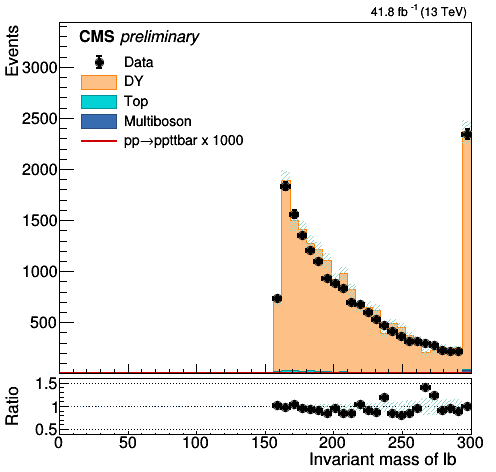 41.8 fb⁻¹ (13 TeV)
CMS preliminary
Data
DY
Top
Multiboson
pp→ppttbar x 1000
Events
3000
2500
2000
1500
1000
500
Ratio
1.5
1
0.5
0 50 100 150 200 250 300
Invariant mass of lb